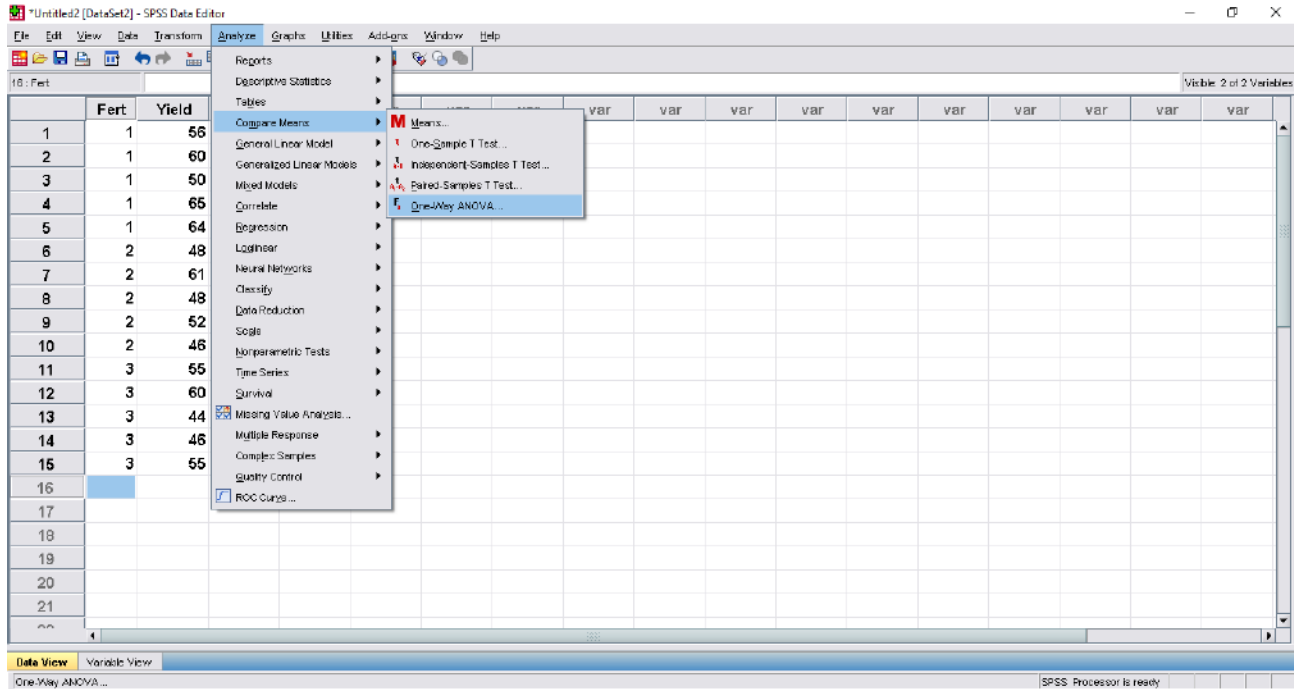 *Untitled2 [DataSet2] - SPSS Data Editor
File Edit View Data Transform Analyze Graphs Utilities Add-ons Window Help
16 : Fert
Visible: 2 of 2 Variables
Fert Yield var var var var var var var var var var
1 1 56
2 1 60
3 1 50
4 1 65
5 1 64
6 2 48
7 2 61
8 2 48
9 2 52
10 2 46
11 3 55
12 3 60
13 3 44
14 3 46
15 3 55
16
17
18
19
20
21
Reports
Descriptive Statistics
Tables
Compare Means
General Linear Model
Generalized Linear Models
Mixed Models
Correlate
Regression
Loglinear
Neural Networks
Classify
Data Reduction
Scale
Nonparametric Tests
Time Series
Survival
Missing Value Analysis...
Multiple Response
Complex Samples
Quality Control
ROC Curve...
M Means...
One-Sample T Test...
Independent-Samples T Test...
Paired-Samples T Test...
One-Way ANOVA...
Data View Variable View
One-Way ANOVA...
SPSS Processor is ready